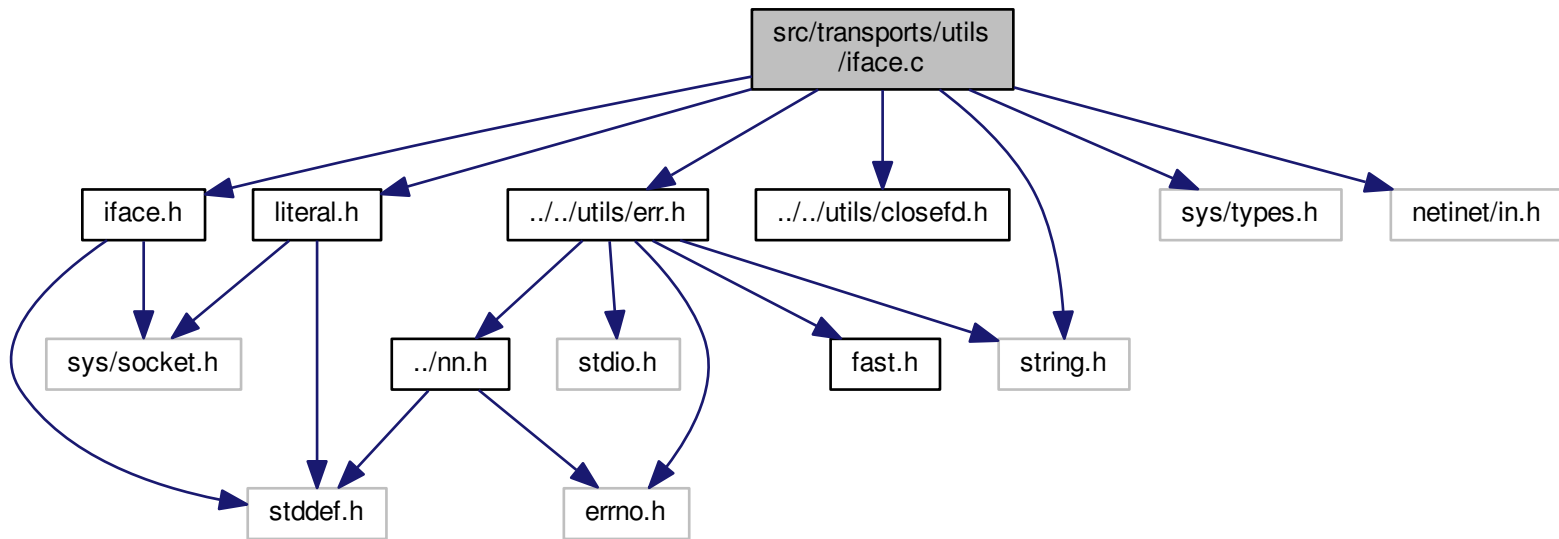 src/transports/utils
/iface.c
iface.h
literal.h
../../utils/err.h
../../utils/closefd.h
sys/types.h
netinet/in.h
sys/socket.h
../nn.h
stdio.h
fast.h
string.h
stddef.h
errno.h